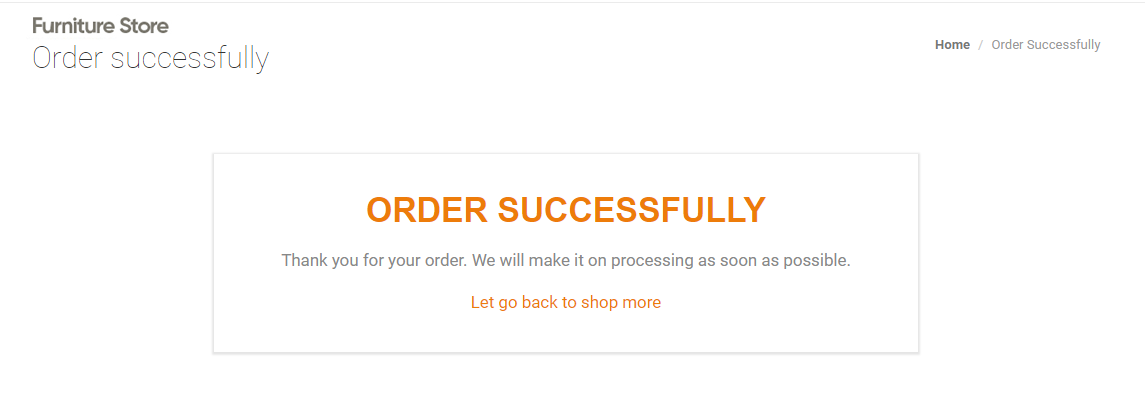 Furniture Store
Order successfully
Home / Order Successfully
ORDER SUCCESSFULLY
Thank you for your order. We will make it on processing as soon as possible.
Let go back to shop more